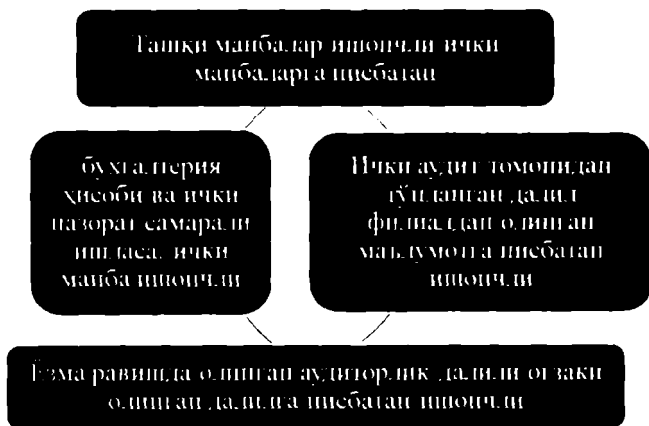 Ташқи манбалар ишончли ички
манбаларга нисбатан
бухгалтерия
ҳисоби ва ички
назорат самарали
ишласа, ички
манба ишончли
Ички аудит томонидан
тўпланган далил
филиалдан олинган
маълумотга нисбатан
ишончли
Ёзма равишда олинган аудиторлик далили оғзаки
олинган далилга нисбатан ишончли